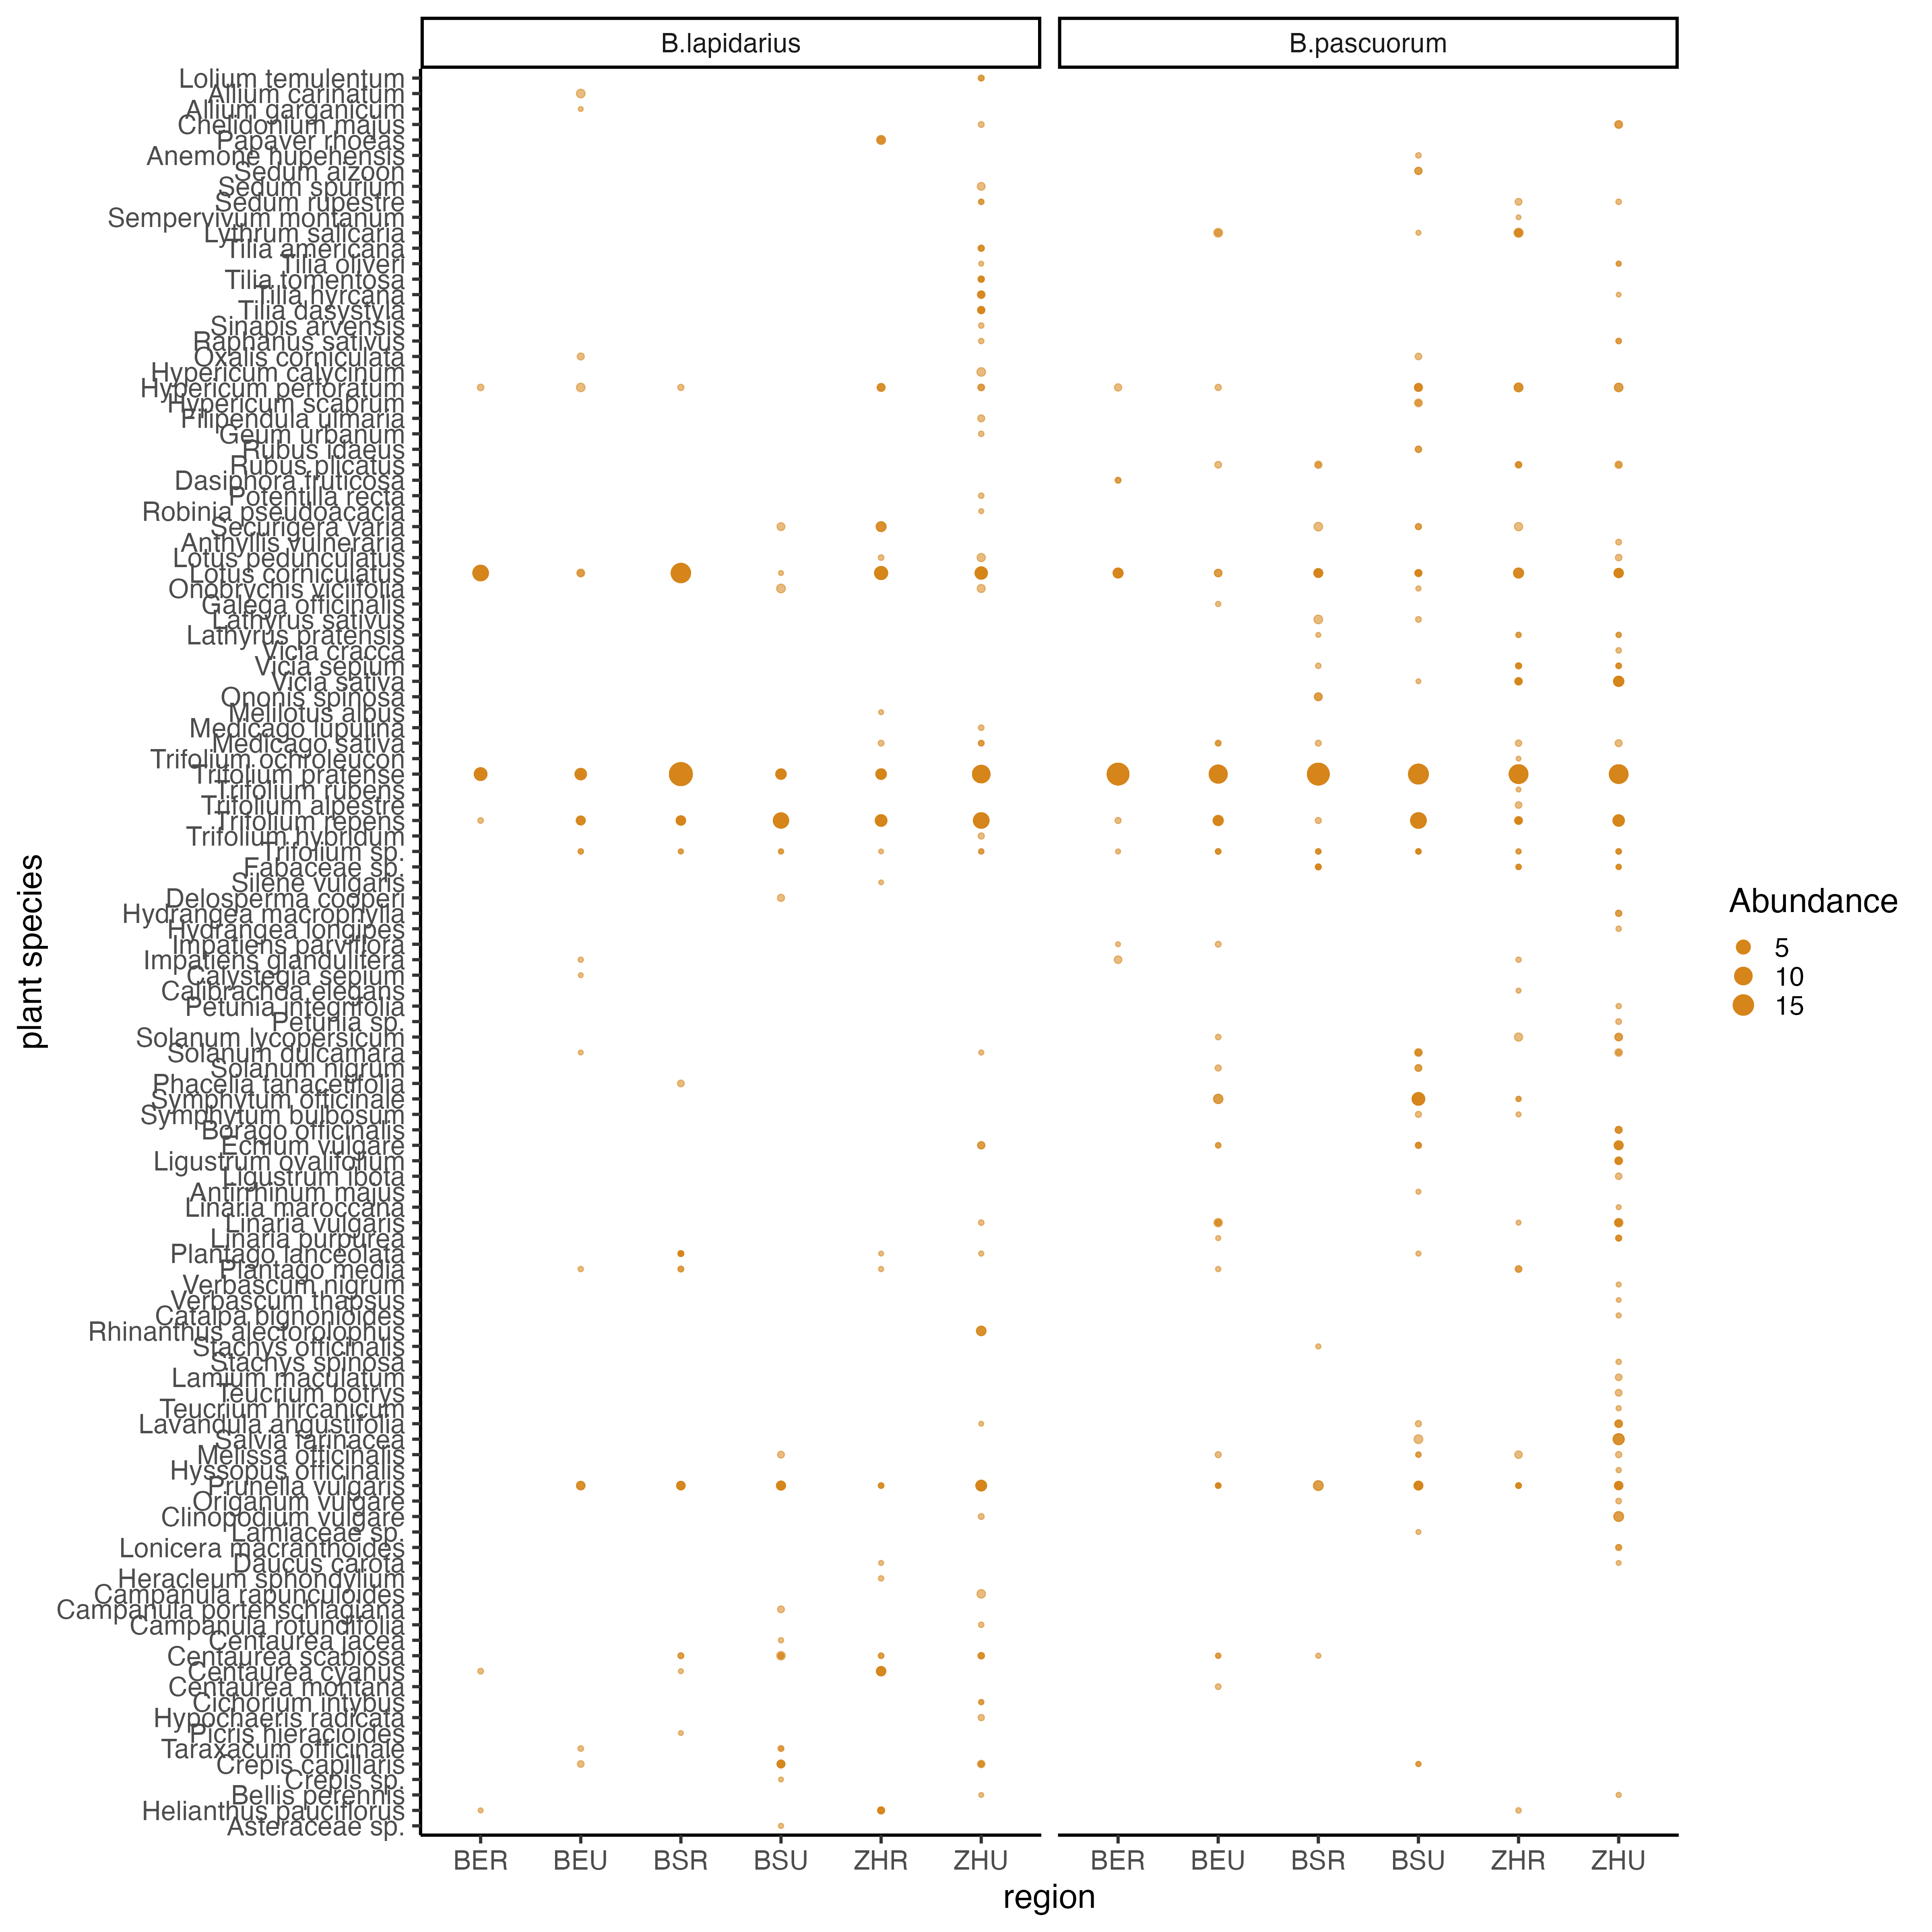 B.lapidarius
B.pascuorum
Lolium temulentum
Allium carinatum
Allium garganicum
Chelidonium majus
Papaver rhoeas
Anemone hupehensis
Sedum aizoon
Sedum spurium
Sedum rupestre
Sempervivum montanum
Lythrum salicaria
Tilia americana
Tilia oliveri
Tilia tomentosa
Tilia hyrcana
Tilia dasystyla
Sinapis arvensis
Raphanus sativus
Oxalis corniculata
Hypericum calycinum
Hypericum perforatum
Hypericum scabrum
Filipendula ulmaria
Geum urbanum
Rubus idaeus
Rubus plicatus
Dasiphora fruticosa
Potentilla recta
Robinia pseudoacacia
Securigera varia
Anthyllis vulneraria
Lotus pedunculatus
Lotus corniculatus
Onobrychis viciifolia
Galega officinalis
Lathyrus sativus
Lathyrus pratensis
Vicia cracca
Vicia sepium
Vicia sativa
Ononis spinosa
Melilotus albus
Medicago lupulina
Medicago sativa
Trifolium ochroleucon
Trifolium pratense
Trifolium rubens
Trifolium alpestre
Trifolium repens
Trifolium hybridum
Trifolium sp.
Fabaceae sp.
Silene vulgaris
Delosperma cooperi
Hydrangea macrophylla
Hydrangea longipes
Impatiens parviflora
Impatiens glandulifera
Calystegia sepium
Calibrachoa elegans
Petunia integrifolia
Petunia sp.
Solanum lycopersicum
Solanum dulcamara
Solanum nigrum
Phacelia tanacetifolia
Symphytum officinale
Symphytum bulbosum
Borago officinalis
Echium vulgare
Ligustrum ovalifolium
Ligustrum ibota
Antirrhinum majus
Linaria maroccana
Linaria vulgaris
Linaria purpurea
Plantago lanceolata
Plantago media
Verbascum nigrum
Verbascum thapsus
Catalpa bignonioides
Rhinanthus alectorolophus
Stachys officinalis
Stachys spinosa
Lamium maculatum
Teucrium botrys
Teucrium hircanicum
Lavandula angustifolia
Salvia farinacea
Melissa officinalis
Hyssopus officinalis
Prunella vulgaris
Origanum vulgare
Clinopodium vulgare
Lamiaceae sp.
Lonicera macranthoides
Daucus carota
Heracleum sphondylium
Campanula rapunculoides
Campanula portenschlagiana
Campanula rotundifolia
Centaurea jacea
Centaurea scabiosa
Centaurea cyanus
Centaurea montana
Cichorium intybus
Hypochaeris radicata
Picris hieracioides
Taraxacum officinale
Crepis capillaris
Crepis sp.
Bellis perennis
Helianthus pauciflorus
Asteraceae sp.
plant species
Abundance
5
10
15
BER BEU BSR BSU ZHR ZHU BER BEU BSR BSU ZHR ZHU
region